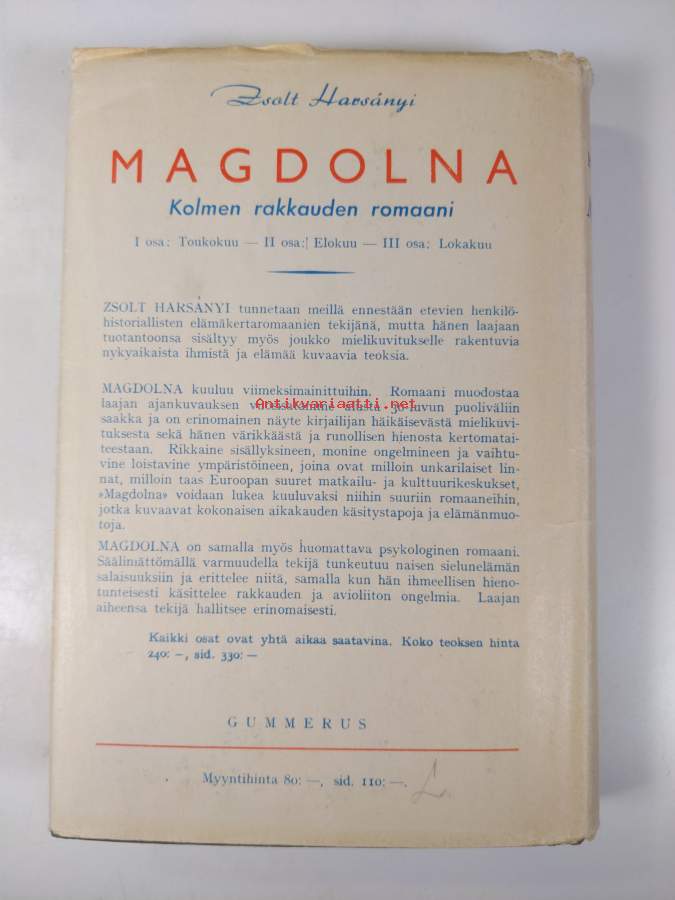 Zsolt Harsányi
MAGDOLNA
Kolmen rakkauden romaani
I osa: Toukokuu — II osa: Elokuu — III osa: Lokakuu
ZSOLT HARSÁNYI tunnetaan meillä ennestään etevien henkilö-
historiallisten elämäkertaromaanien tekijänä, mutta hänen laajaan
tuotantoonsa sisältyy myös joukko mielikuvitukselle rakentuvia
nykyaikaista ihmistä ja elämää kuvaavia teoksia.
MAGDOLNA kuuluu viimeksimainittuihin. Romaani muodostaa
laajan ajankuvauksen vuosisatamme alusta 30-luvun puoliväliin
Antikvariaatti.net
saakka ja on erinomainen näyte kirjailijan häikäisevästä mielikuvi-
tuksesta sekä hänen värikkäästä ja runollisen hienosta kertomatai-
teestaan. Rikkaine sisällyksineen, monine ongelmineen ja vaihtu-
vine loistavine ympäristöineen, joina ovat milloin unkarilaiset lin-
nat, milloin taas Euroopan suuret matkailu- ja kulttuurikeskukset,
»Magdolna» voidaan lukea kuuluvaksi niihin suuriin romaaneihin,
jotka kuvaavat kokonaisen aikakauden käsitystapoja ja elämänmuo-
toja.
MAGDOLNA on samalla myös huomattava psykologinen romaani.
Säälimättömällä varmuudella tekijä tunkeutuu naisen sielunelämän
salaisuuksiin ja erittelee niitä, samalla kun hän ihmeellisen hieno-
tunteisesti käsittelee rakkauden ja avioliiton ongelmia. Laajan
aiheensa tekijä hallitsee erinomaisesti.
Kaikki osat ovat yhtä aikaa saatavina. Koko teoksen hinta
240: —, sid. 330: —
GUMMERUS
Myyntihinta 80: —, sid. 110: —.